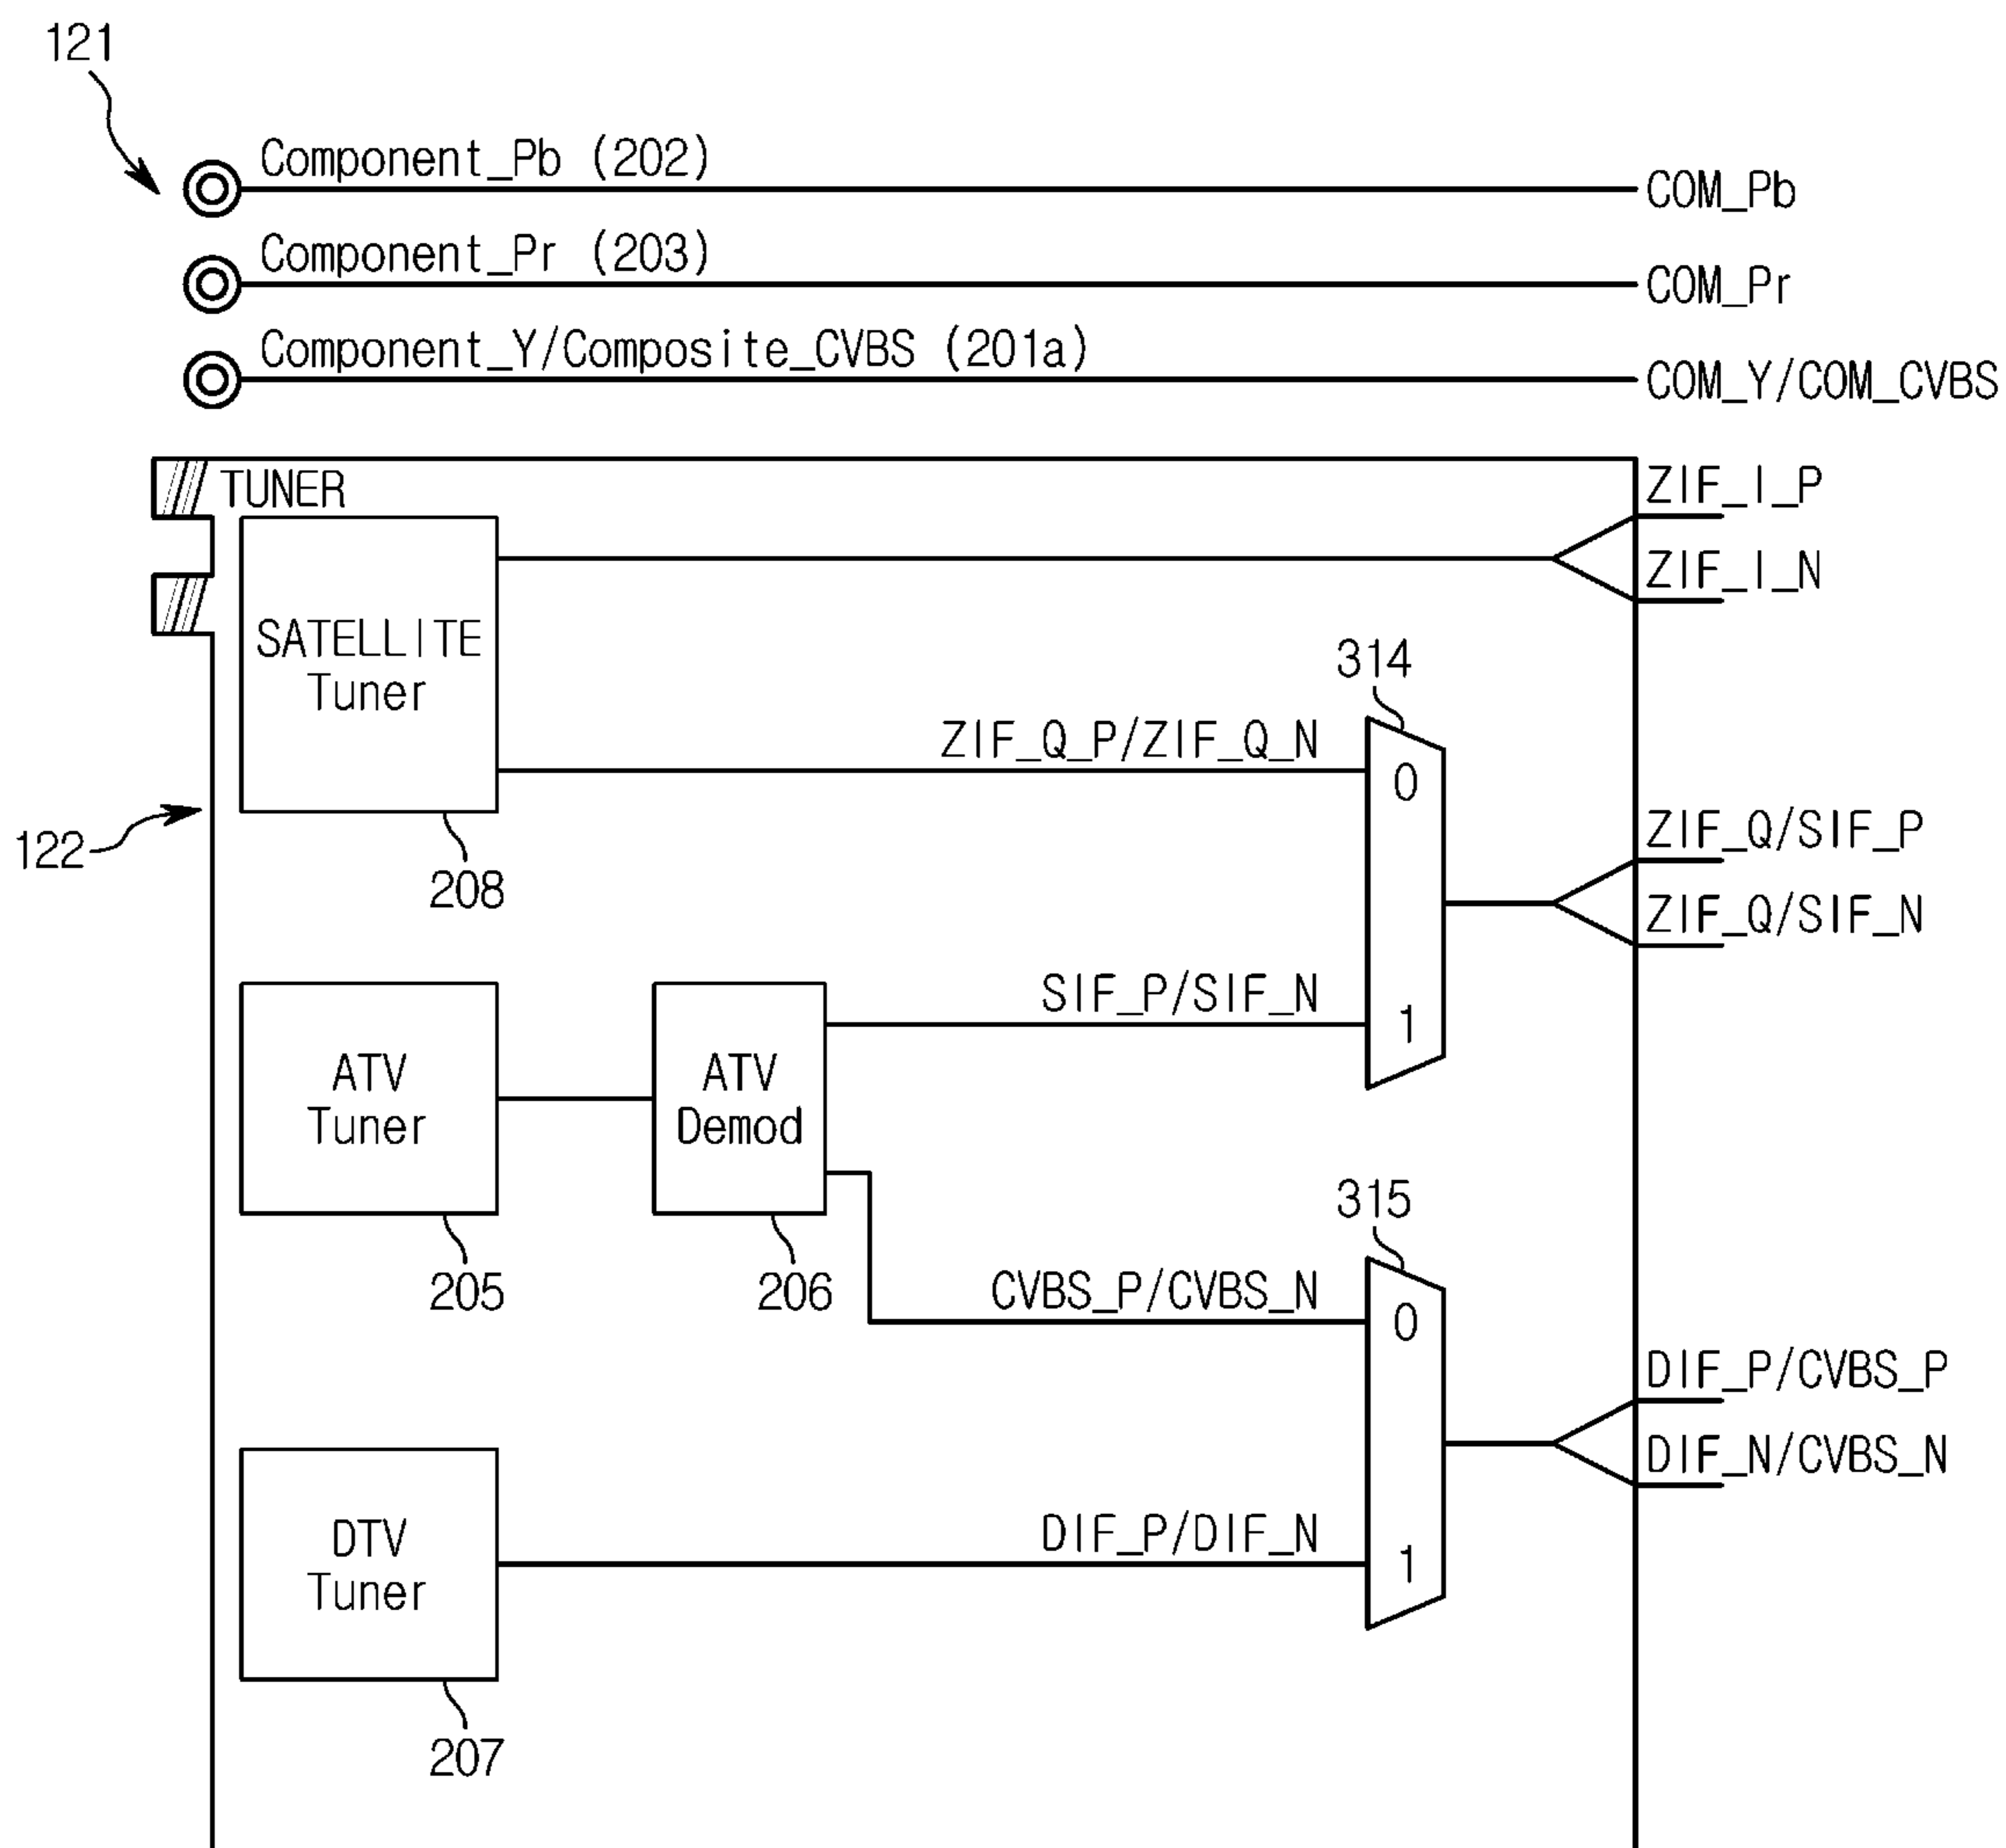 121
Component_Pb (202)
COM_Pb
Component_Pr (203)
COM_Pr
Component_Y/Composite_CVBS (201a)
COM_Y/COM_CVBS
TUNER
ZIF_I_P
ZIF_I_N
SATELLITE
Tuner
314
ZIF_Q_P/ZIF_Q_N
0
122
208
ZIF_Q/SIF_P
ZIF_Q/SIF_N
SIF_P/SIF_N
1
ATV
Tuner
ATV
Demod
315
205
206
CVBS_P/CVBS_N
0
DIF_P/CVBS_P
DIF_N/CVBS_N
DTV
Tuner
DIF_P/DIF_N
1
207